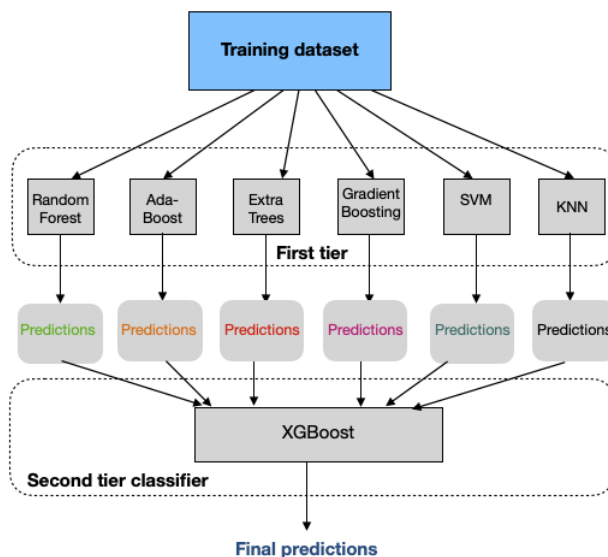 Training dataset
Random
Forest
Ada-
Boost
Extra
Trees
Gradient
Boosting
SVM
KNN
First tier
Predictions
Predictions
Predictions
Predictions
Predictions
Predictions
XGBoost
Second tier classifier
Final predictions